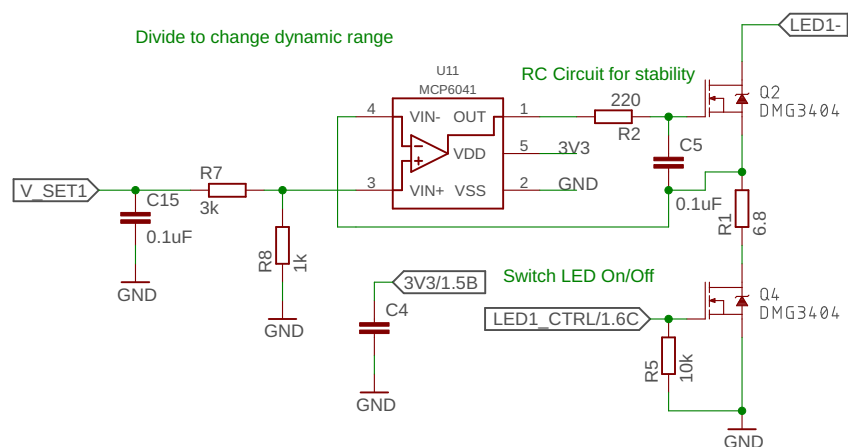 LED1-
Divide to change dynamic range
U11
MCP6041
RC Circuit for stability
Q2
DMG3404
4
VIN-
OUT
1
220
R2
C5
VDD
5
3V3
3
VIN+
VSS
2
GND
0.1uF
V_SET1
R7
3k
C15
0.1uF
R8
1k
R1
6.8
GND
GND
3V3/1.5B
C4
GND
Switch LED On/Off
LED1_CTRL/1.6C
Q4
DMG3404
R5
10k
GND